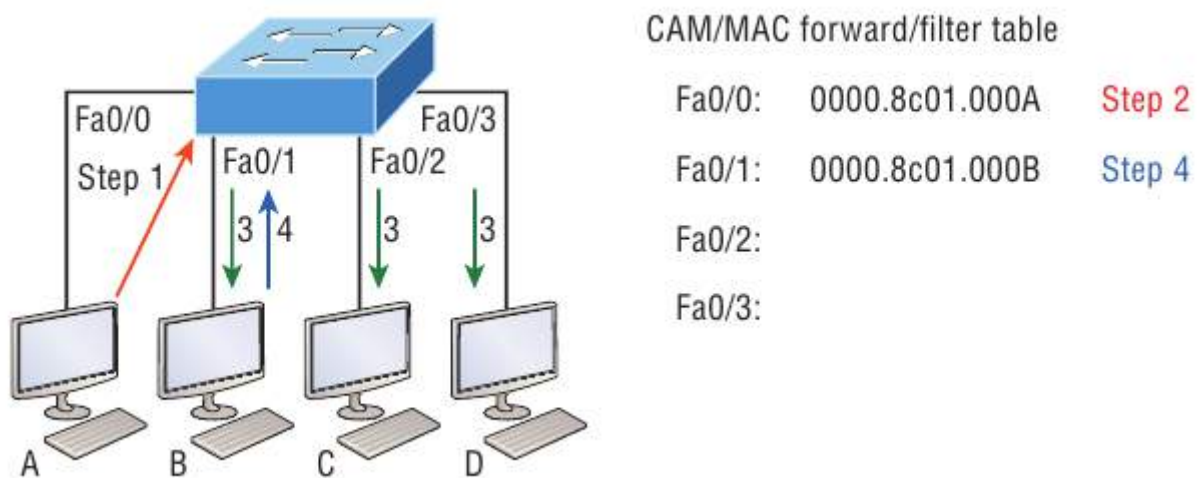 CAM/MAC forward/filter table
Fa0/0: 0000.8c01.000A Step 2
Fa0/1: 0000.8c01.000B Step 4
Fa0/2:
Fa0/3:
Fa0/0
Fa0/3
Step 1
Fa0/1
Fa0/2
3
4
3
3
A
B
C
D